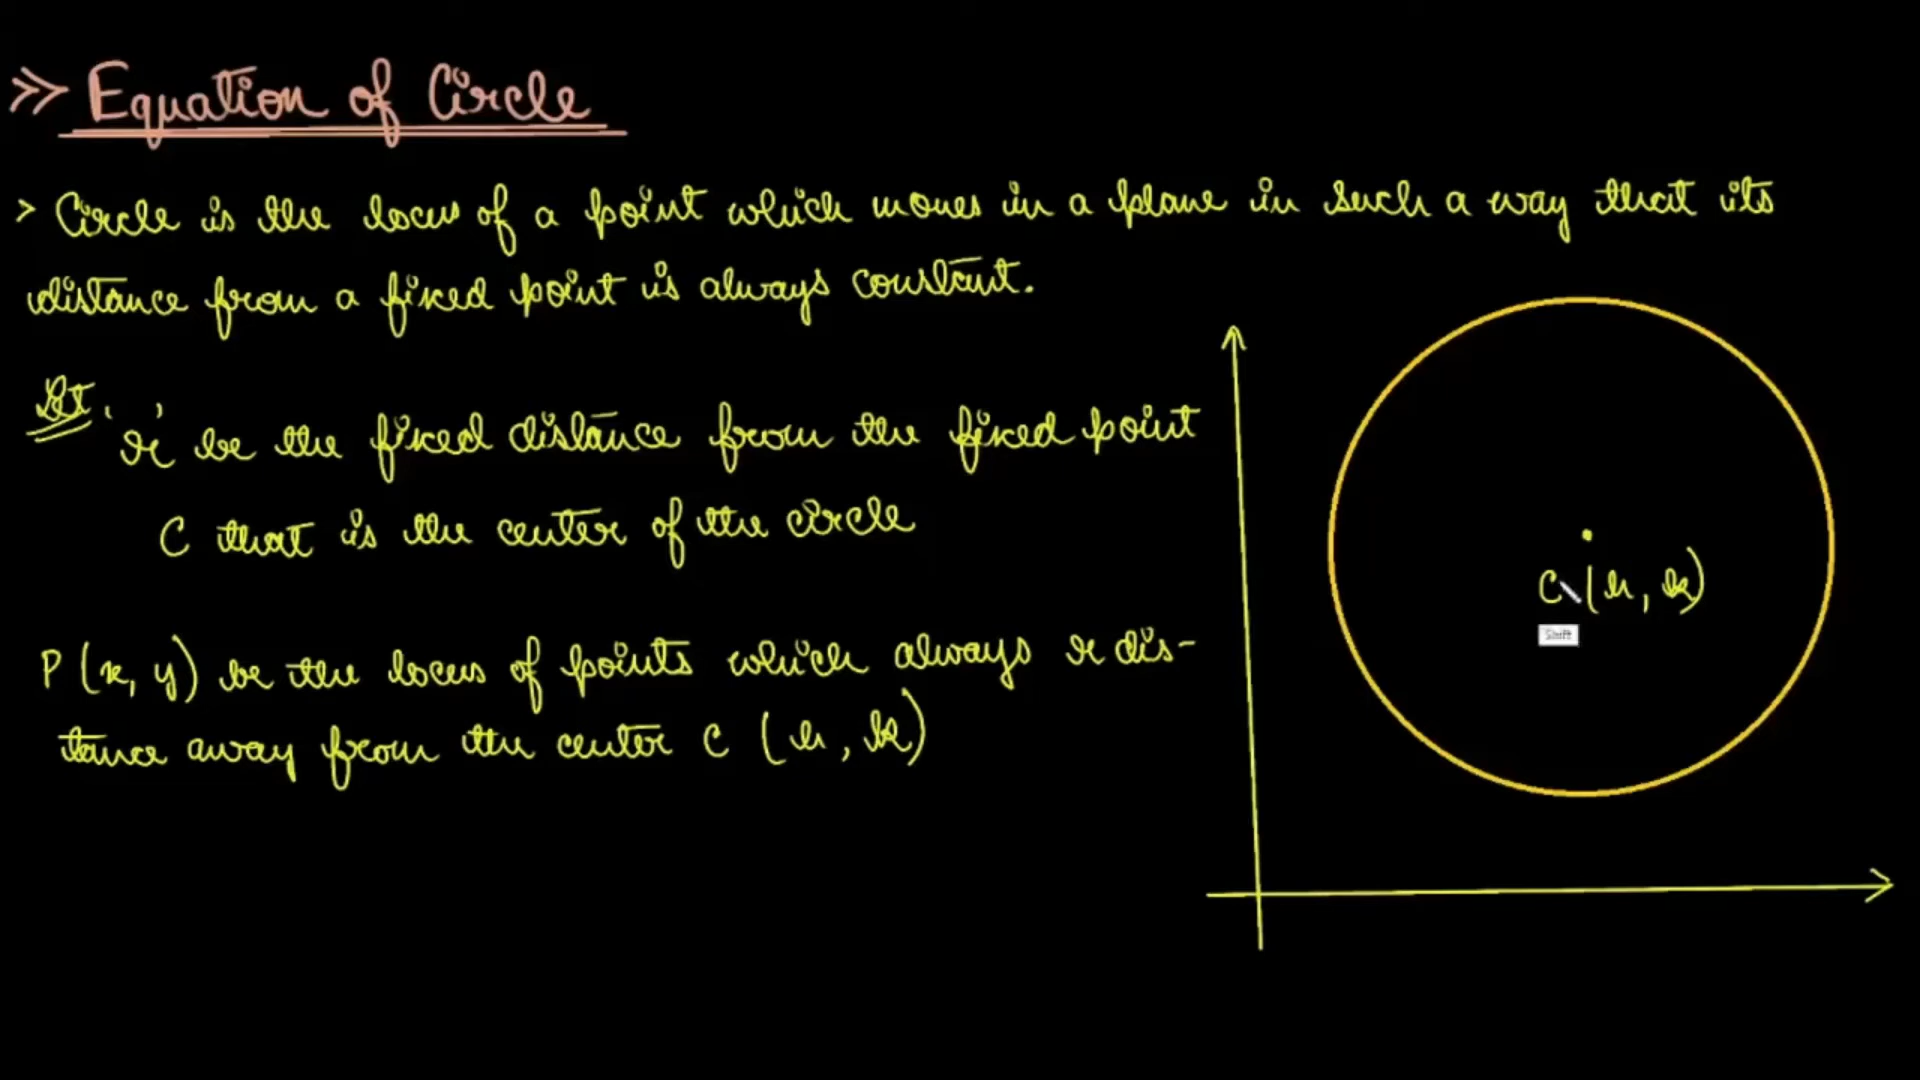 >> Equation of Circle
> Circle is the locus of a point which moves in a plane in such a way that its
distance from a fixed point is always constant.
Let, 'r' be the fixed distance from the fixed point
C that is the center of the circle
P (x, y) be the locus of points which always r dis-
tance away from the center C (h, k)
C (h, k)
Shift